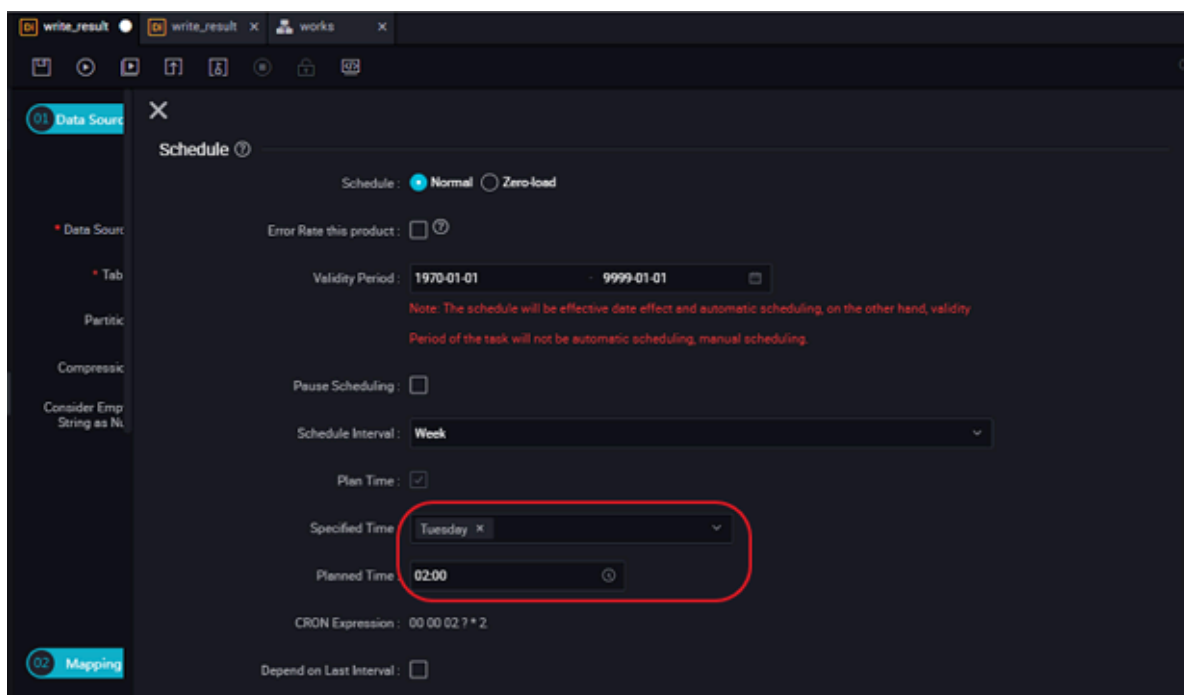 DI write_result DI write_result × works ×
01 Data Sourc
Schedule ?
Schedule : Normal Zero-load
* Data Sourc
Error Rate this product : ?
* Tab
Validity Period : 1970-01-01 - 9999-01-01
Note: The schedule will be effective date effect and automatic scheduling, on the other hand, validity
Partitic
Period of the task will not be automatic scheduling, manual scheduling.
Compressic
Pause Scheduling :
Consider Emp
String as Nu
Schedule Interval : Week
Plan Time :
Specified Time Tuesday ×
Planned Time : 02:00
CRON Expression : 00 00 02 ? * 2
02 Mapping
Depend on Last Interval :